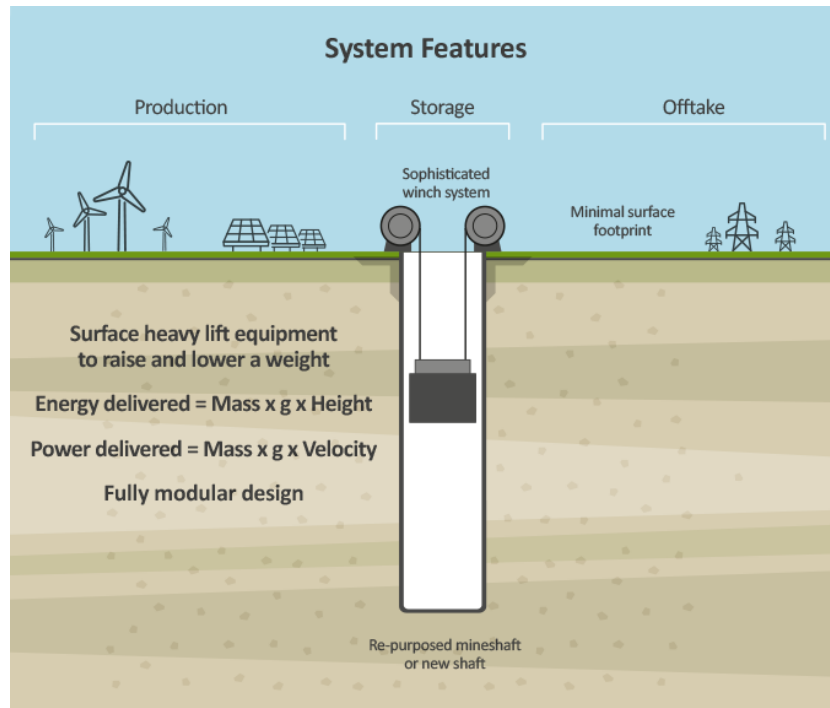 System Features
Production
Storage
Offtake
Sophisticated
winch system
Minimal surface
footprint
Surface heavy lift equipment
to raise and lower a weight
Energy delivered = Mass x g x Height
Power delivered = Mass x g x Velocity
Fully modular design
Re-purposed mineshaft
or new shaft